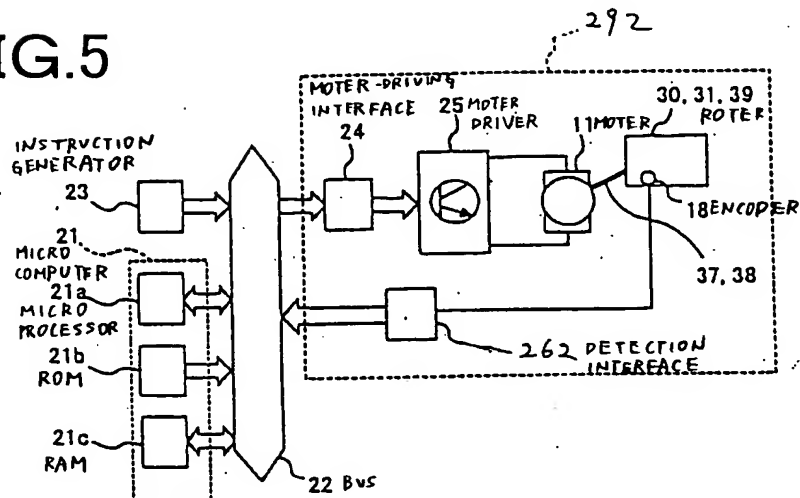 IG.5
292
MOTER-DRIVING
INTERFACE
24
25 MOTER
DRIVER
11 MOTER
30, 31, 39
ROTER
INSTRUCTION
GENERATOR
23
18 ENCODER
37, 38
21
MICRO
COMPUTER
21a
MICRO
PROCESSOR
21b
ROM
21c
RAM
262 DETECTION
INTERFACE
22 BUS